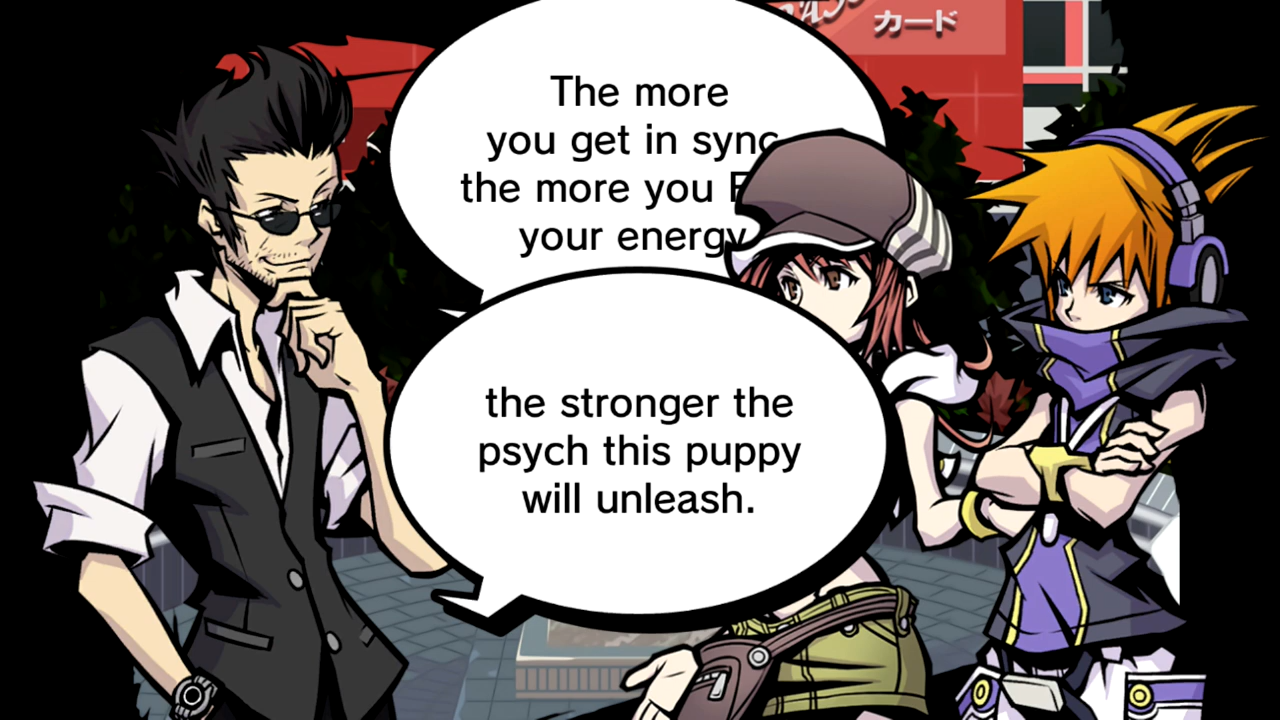 カード
The more
you get in sync
the more you
your energy
the stronger the
psych this puppy
will unleash.